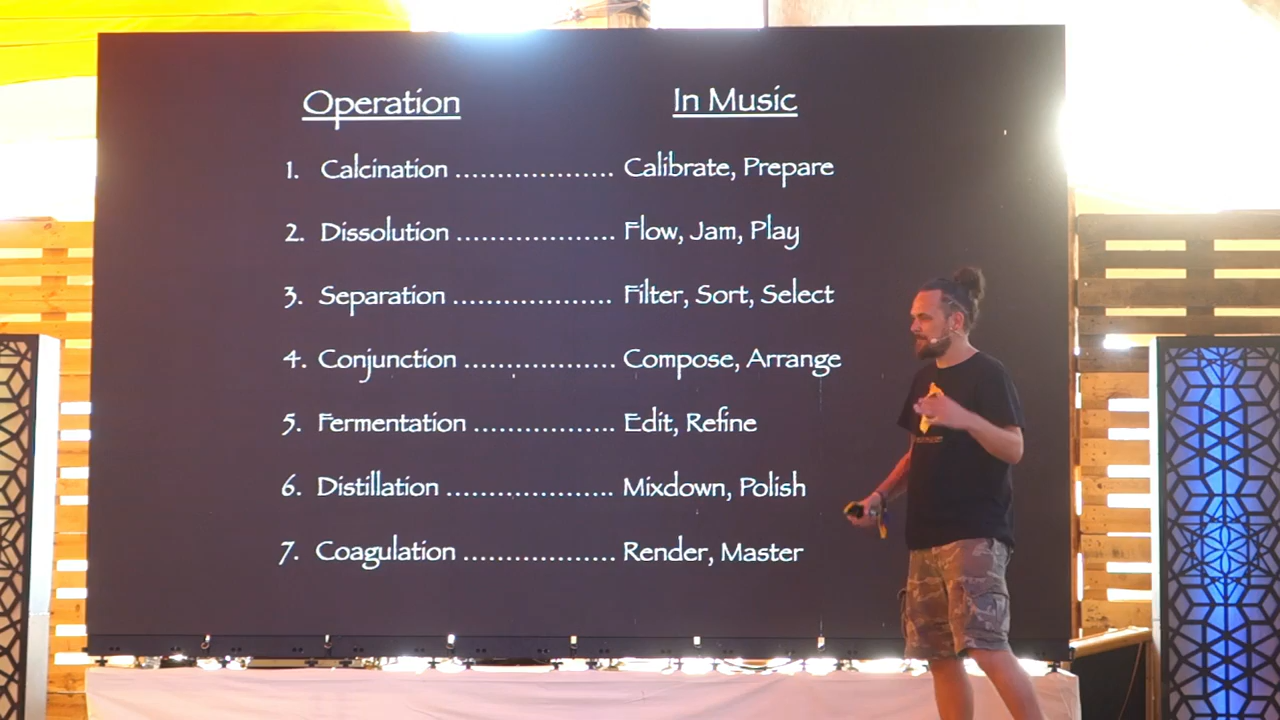 Operation In Music
1. Calcination ................... Calibrate, Prepare
2. Dissolution ................... Flow, Jam, Play
3. Separation ................... Filter, Sort, Select
4. Conjunction .................. Compose, Arrange
5. Fermentation ................. Edit, Refine
6. Distillation .................... Mixdown, Polish
7. Coagulation .................. Render, Master